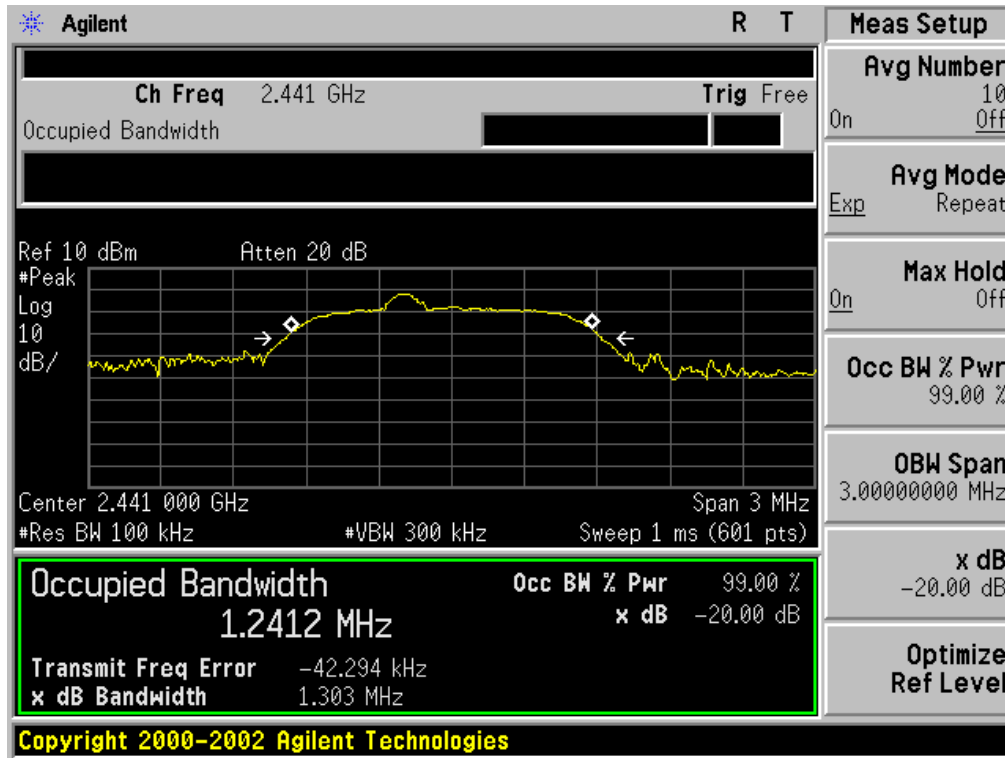 Agilent R T
Ch Freq 2.441 GHz Trig Free
Occupied Bandwidth
Ref 10 dBm Atten 20 dB
#Peak
Log
10
dB/
Center 2.441 000 GHz Span 3 MHz
#Res BW 100 kHz #VBW 300 kHz Sweep 1 ms (601 pts)
Occupied Bandwidth Occ BW % Pwr 99.00 %
1.2412 MHz x dB -20.00 dB
Transmit Freq Error -42.294 kHz
x dB Bandwidth 1.303 MHz
Copyright 2000-2002 Agilent Technologies
Meas Setup
Avg Number
10
On Off
Avg Mode
Exp Repeat
Max Hold
On Off
Occ BW % Pwr
99.00 %
OBW Span
3.00000000 MHz
x dB
-20.00 dB
Optimize
Ref Level